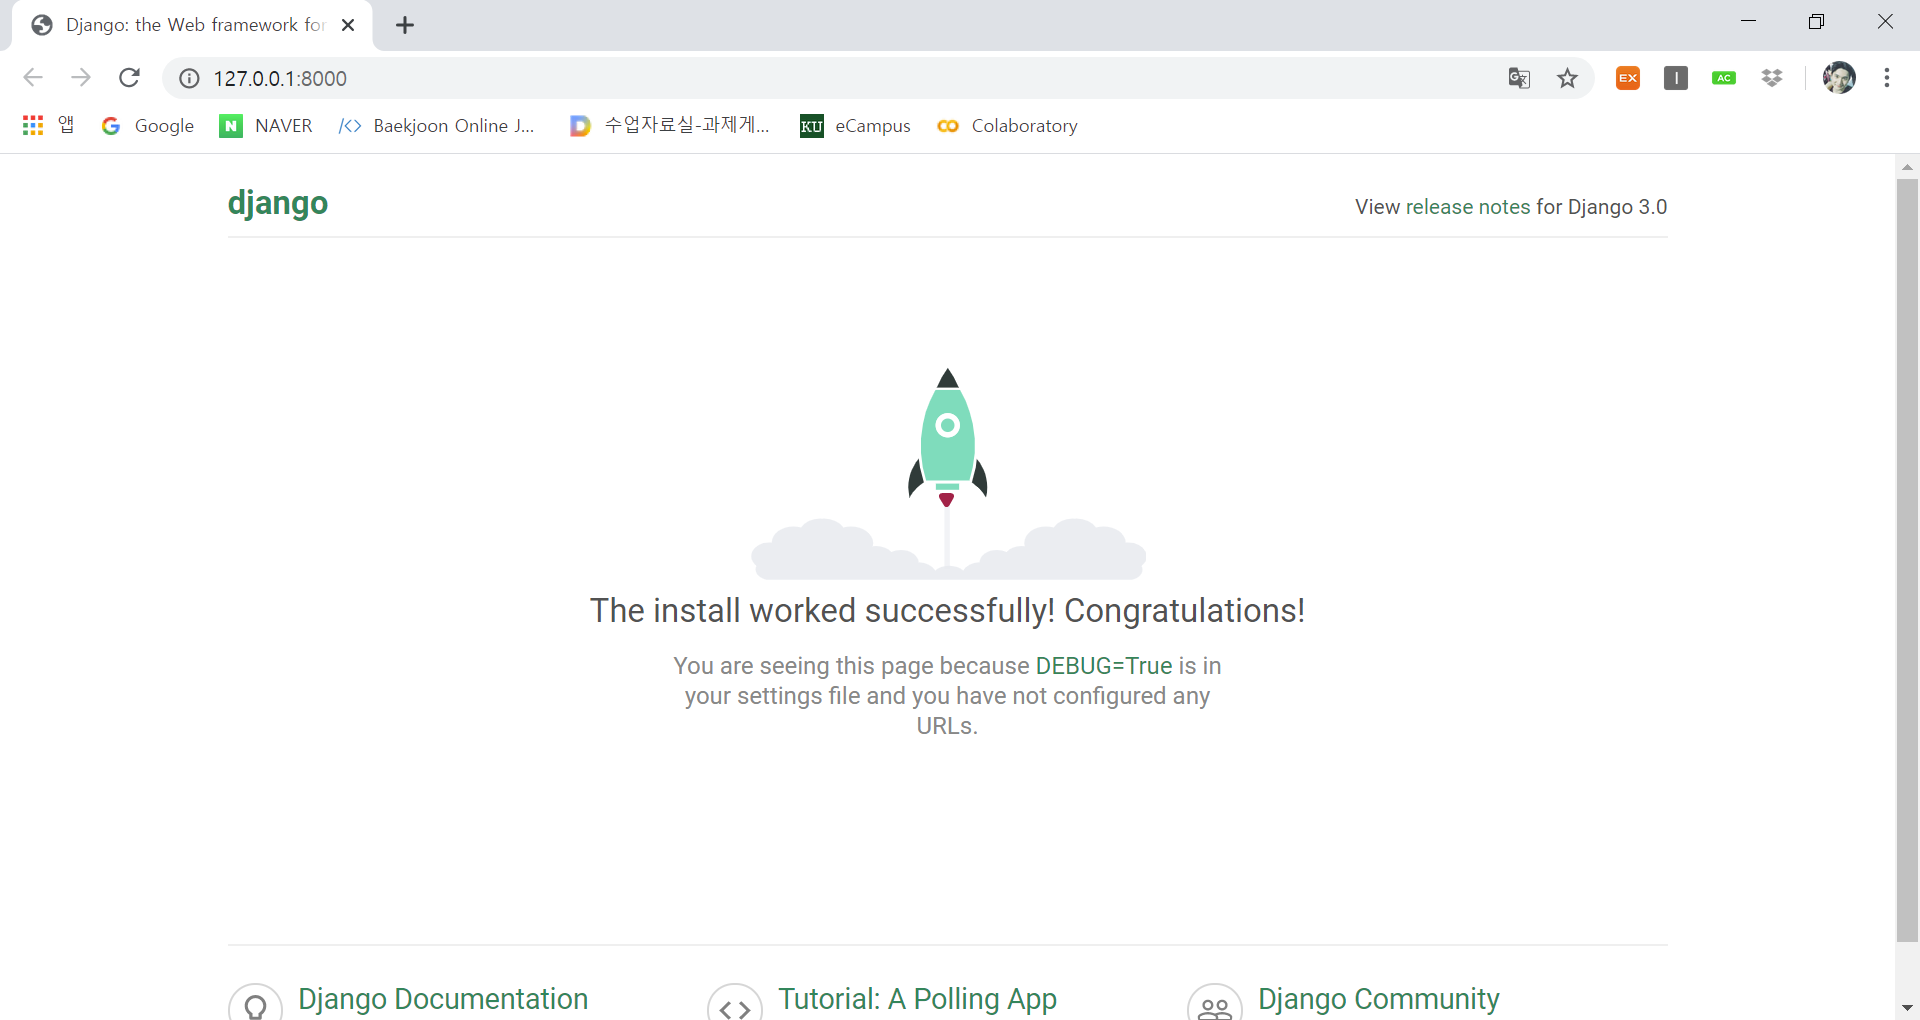 Django: the Web framework for
127.0.0.1:8000
EX
AC
앱
Google
N NAVER
/<> Baekjoon Online J...
수업자료실-과제게...
KU eCampus
Colaboratory
django
View release notes for Django 3.0
The install worked successfully! Congratulations!
You are seeing this page because DEBUG=True is in
your settings file and you have not configured any
URLs.
Django Documentation
Tutorial: A Polling App
Django Community